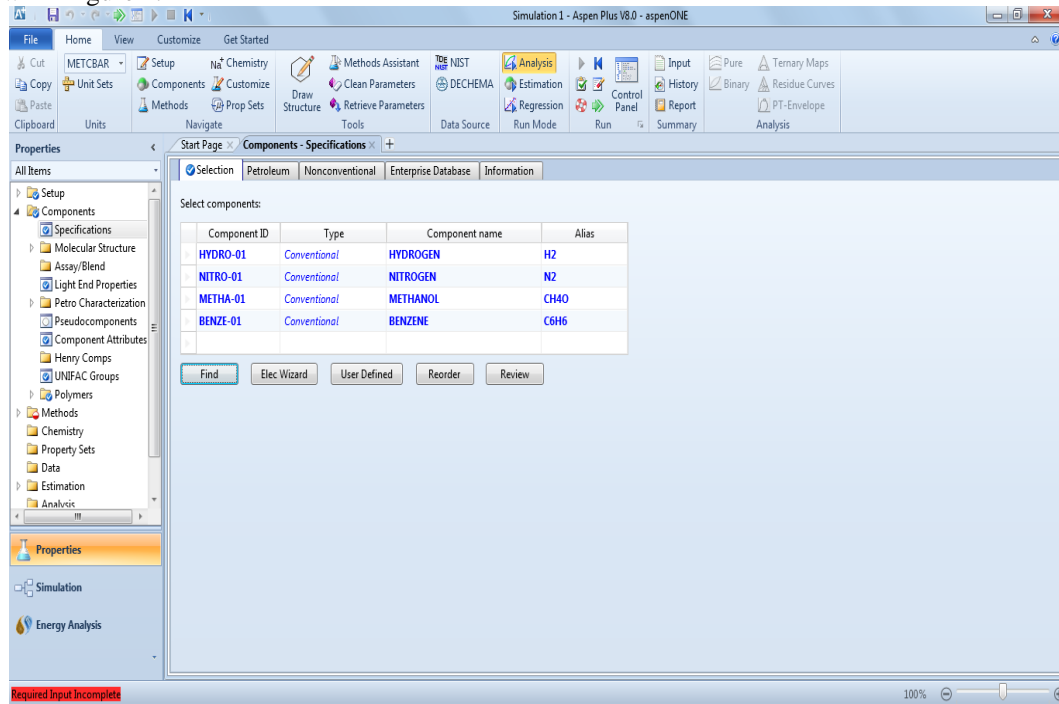 Simulation 1 - Aspen Plus V8.0 - aspenONE
File Home View Customize Get Started
Cut METCBAR Setup Na+ Chemistry Methods Assistant NIST Analysis Input Pure Ternary Maps
Copy Unit Sets Components Customize Draw Structure Clean Parameters DECHEMA Estimation Control Panel History Binary Residue Curves
Paste Methods Prop Sets Retrieve Parameters Regression Report PT-Envelope
Clipboard Units Navigate Tools Data Source Run Mode Run Summary Analysis
Properties
Start Page Components - Specifications +
All Items
Selection Petroleum Nonconventional Enterprise Database Information
Setup
Components
Specifications
Molecular Structure
Assay/Blend
Light End Properties
Petro Characterization
Pseudocomponents
Component Attributes
Henry Comps
UNIFAC Groups
Polymers
Methods
Chemistry
Property Sets
Data
Estimation
Analysis
Select components:
Component ID Type Component name Alias
HYDRO-01 Conventional HYDROGEN H2
NITRO-01 Conventional NITROGEN N2
METHA-01 Conventional METHANOL CH4O
BENZE-01 Conventional BENZENE C6H6
Find Elec Wizard User Defined Reorder Review
Properties
Simulation
Energy Analysis
Required Input Incomplete
100%